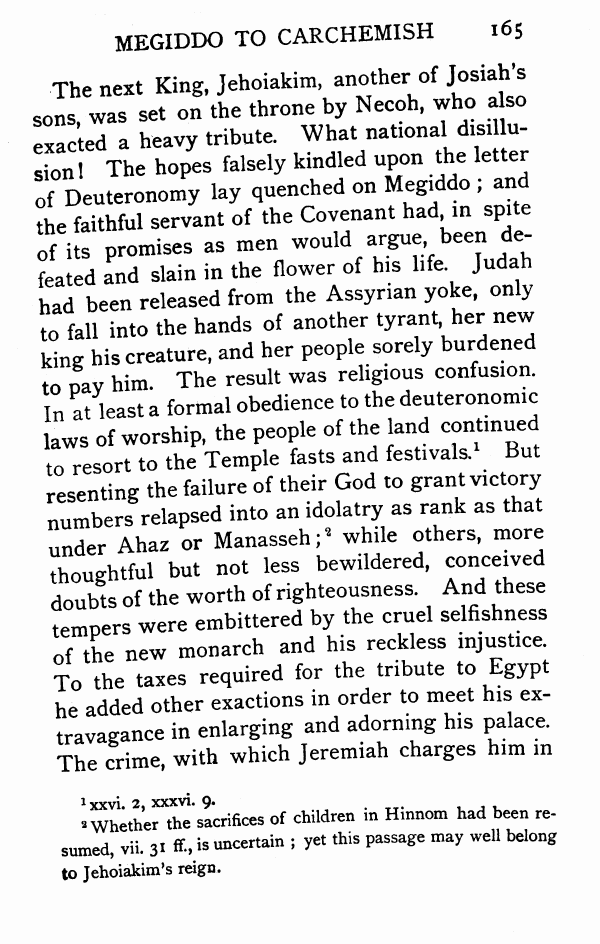 MEGIDDO TO CARCHEMISH 165
The next King, Jehoiakim, another of Josiah's
sons, was set on the throne by Necoh, who also
exacted a heavy tribute. What national disillu-
sion! The hopes falsely kindled upon the letter
of Deuteronomy lay quenched on Megiddo; and
the faithful servant of the Covenant had, in spite
of its promises as men would argue, been de-
feated and slain in the flower of his life. Judah
had been released from the Assyrian yoke, only
to fall into the hands of another tyrant, her new
king his creature, and her people sorely burdened
to pay him. The result was religious confusion.
In at least a formal obedience to the deuteronomic
laws of worship, the people of the land continued
to resort to the Temple fasts and festivals.¹ But
resenting the failure of their God to grant victory
numbers relapsed into an idolatry as rank as that
under Ahaz or Manasseh;² while others, more
thoughtful but not less bewildered, conceived
doubts of the worth of righteousness. And these
tempers were embittered by the cruel selfishness
of the new monarch and his reckless injustice.
To the taxes required for the tribute to Egypt
he added other exactions in order to meet his ex-
travagance in enlarging and adorning his palace.
The crime, with which Jeremiah charges him in
¹ xxvi. 2, xxxvi. 9.
² Whether the sacrifices of children in Hinnom had been re-
sumed, vii. 31 ff., is uncertain; yet this passage may well belong
to Jehoiakim's reign.